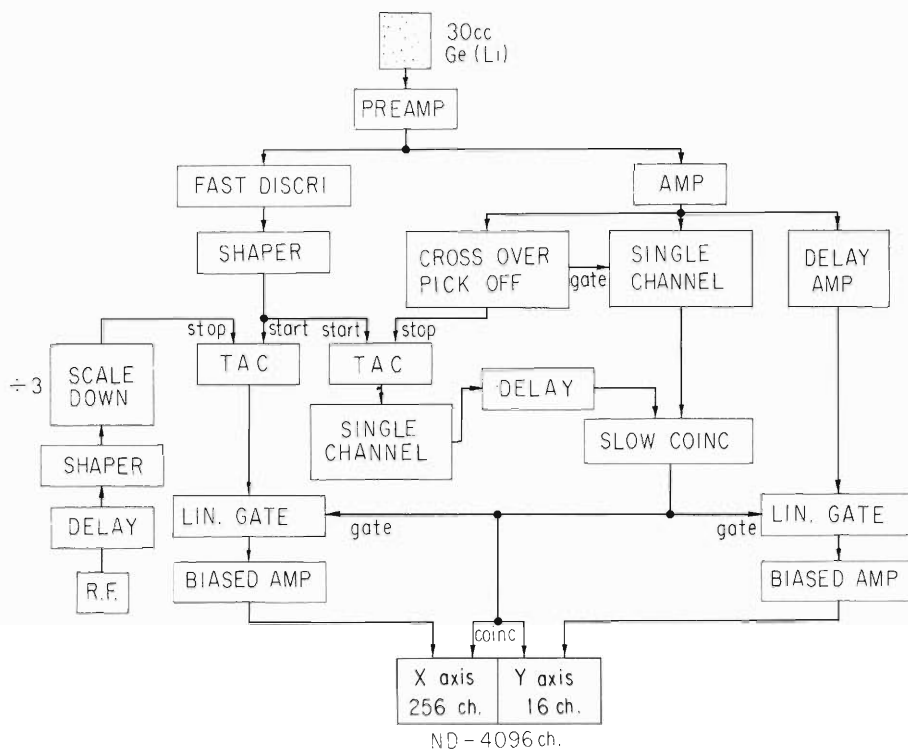 30cc
Ge (Li)
PREAMP
FAST DISCRI
AMP
SHAPER
CROSS OVER
PICK OFF
gate
SINGLE
CHANNEL
DELAY
AMP
stop
start
start
stop
÷3
SCALE
DOWN
TAC
TAC
DELAY
SINGLE
CHANNEL
SLOW COINC
SHAPER
DELAY
LIN. GATE
gate
gate
LIN. GATE
R.F.
BIASED AMP
BIASED AMP
coinc
X axis
256 ch.
Y axis
16 ch.
ND-4096ch.